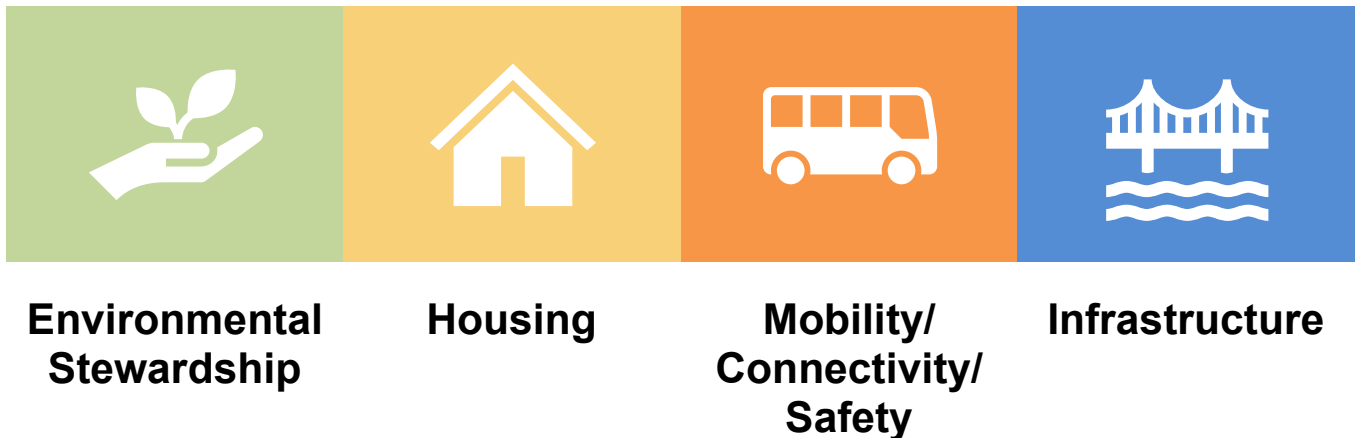 Environmental
Stewardship
Housing
Mobility/
Connectivity/
Safety
Infrastructure